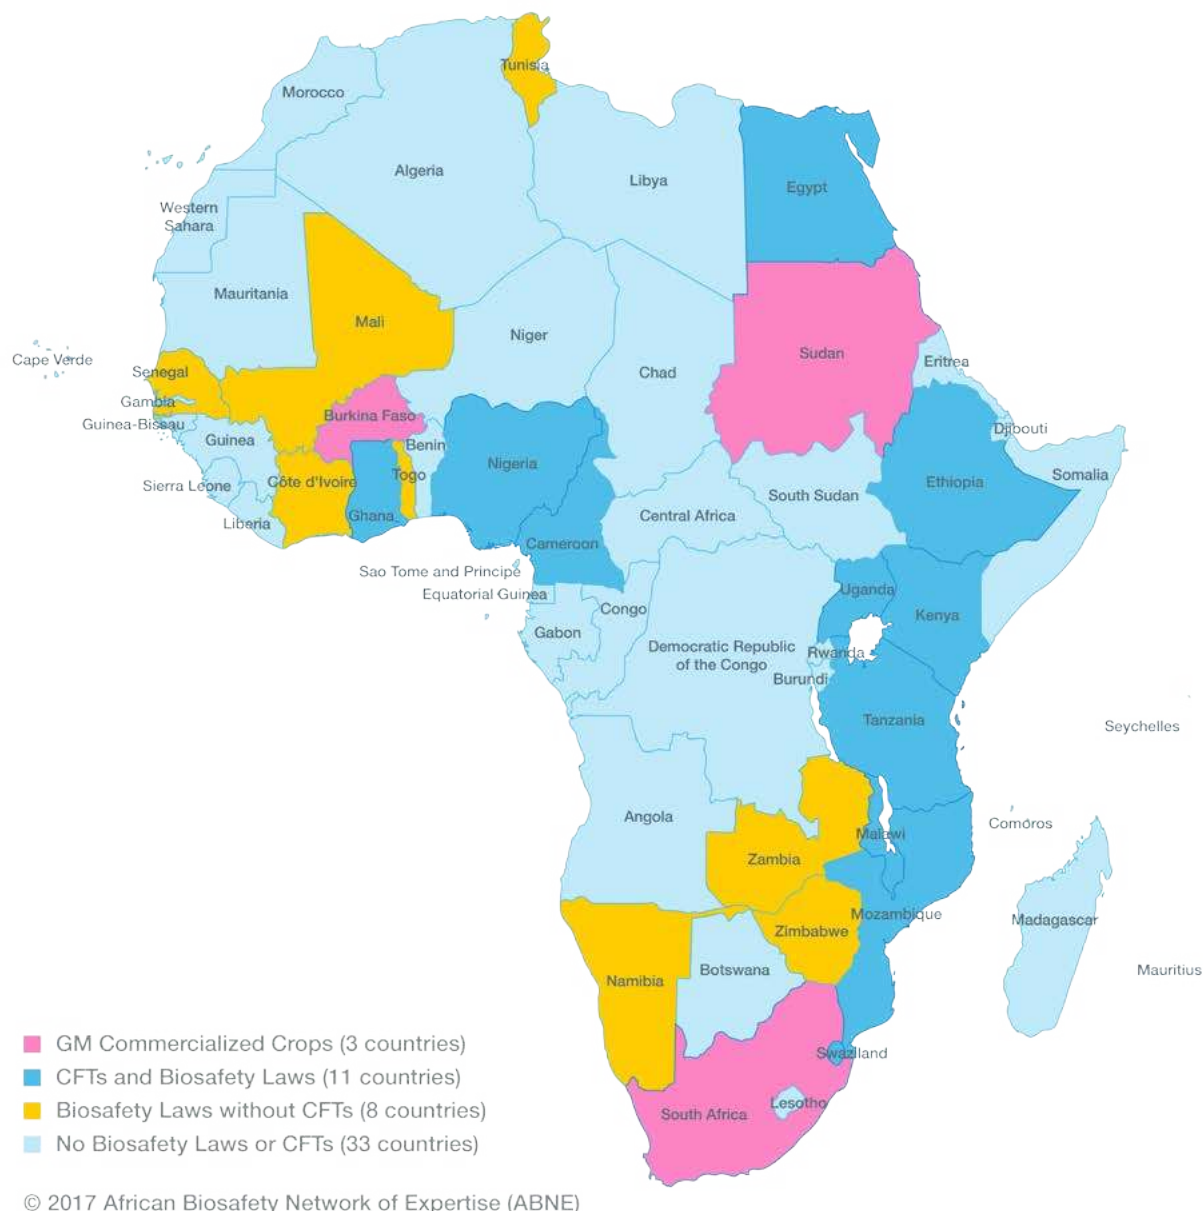 Tunisia
Morocco
Algeria
Libya
Egypt
Western
Sahara
Mauritania
Mali
Niger
Chad
Sudan
Eritrea
Cape Verde
Senegal
Gambia
Guinea-Bissau
Guinea
Burkina Faso
Benin
Djibouti
Sierra Leone
Côte d'Ivoire
Togo
Nigeria
South Sudan
Ethiopia
Somalia
Liberia
Ghana
Central Africa
Cameroon
Sao Tome and Principe
Equatorial Guinea
Congo
Uganda
Kenya
Gabon
Democratic Republic
of the Congo
Rwanda
Burundi
Tanzania
Seychelles
Angola
Malawi
Comoros
Zambia
Mozambique
Madagascar
Zimbabwe
Namibia
Botswana
Mauritius
Swaziland
Lesotho
South Africa
GM Commercialized Crops (3 countries)
CFTs and Biosafety Laws (11 countries)
Biosafety Laws without CFTs (8 countries)
No Biosafety Laws or CFTs (33 countries)
© 2017 African Biosafety Network of Expertise (ABNE)